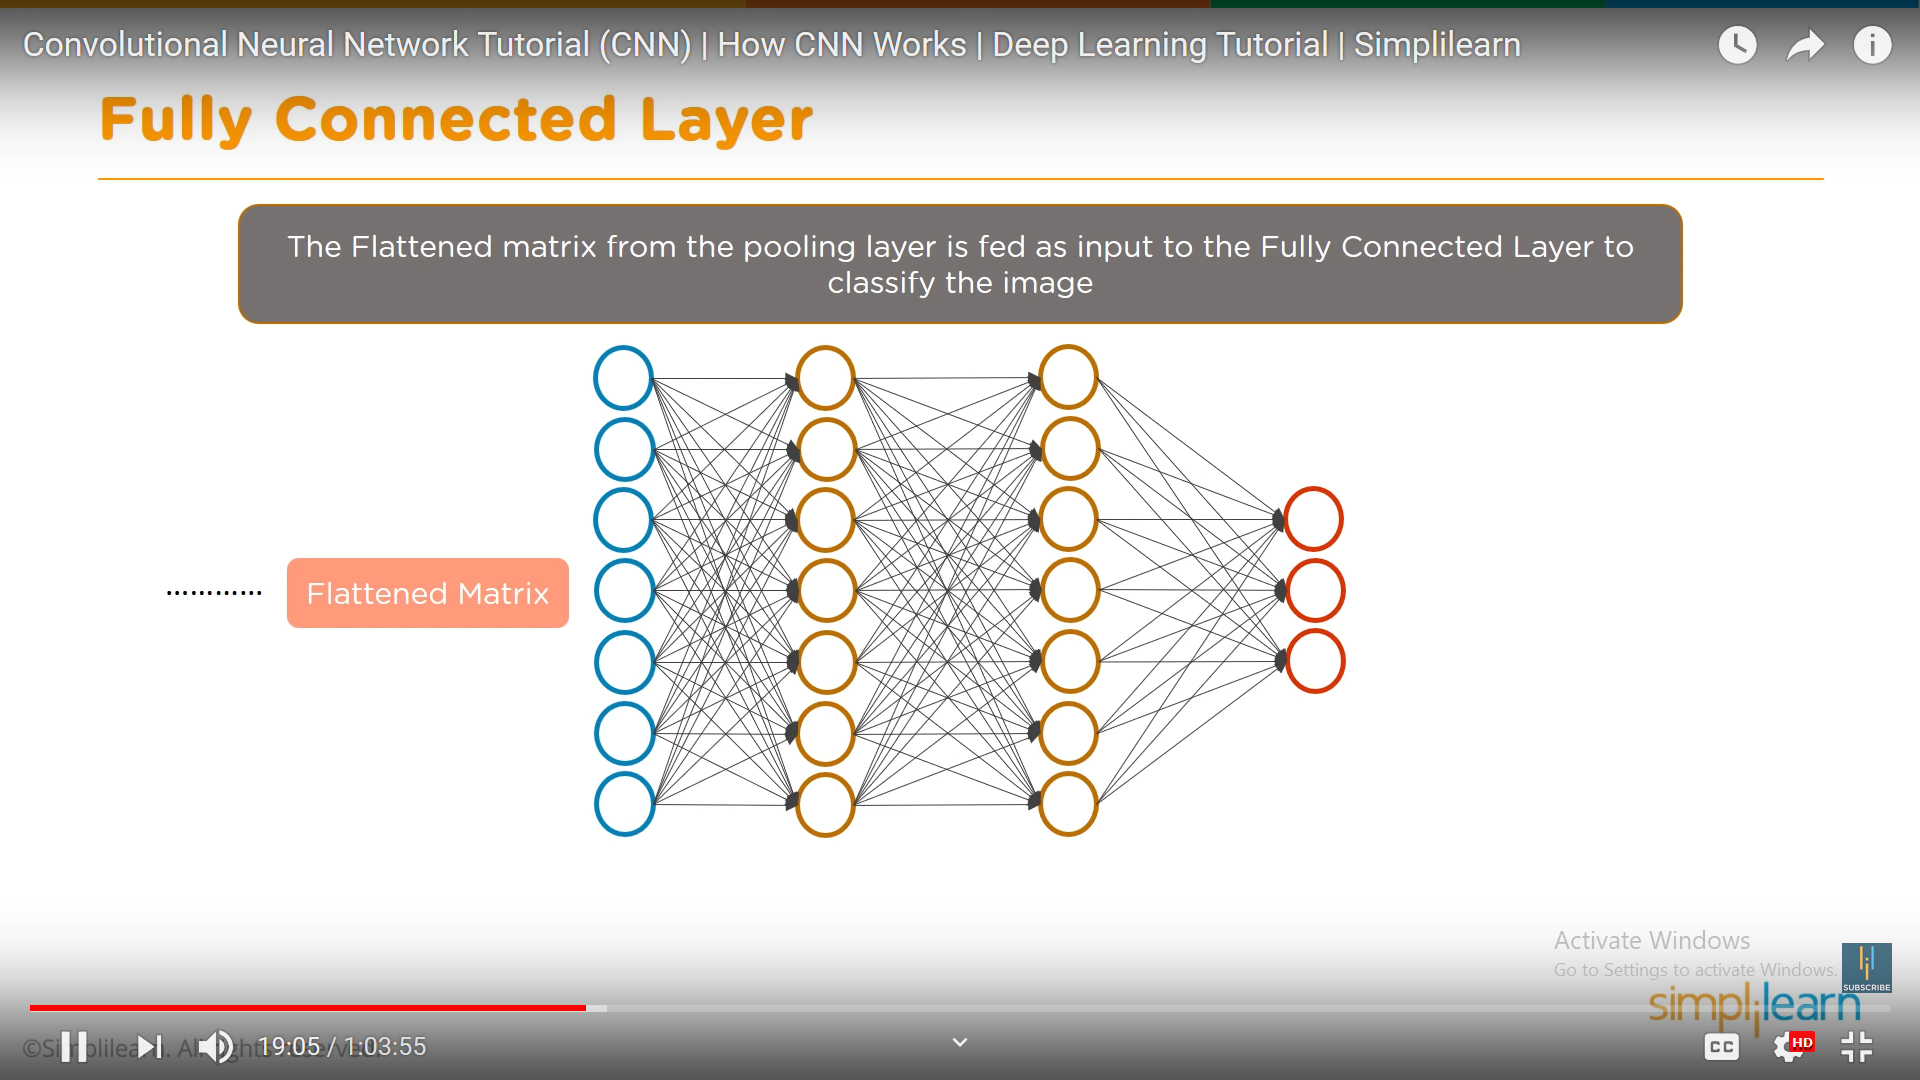 Convolutional Neural Network Tutorial (CNN) | How CNN Works | Deep Learning Tutorial | Simplilearn
Fully Connected Layer
The Flattened matrix from the pooling layer is fed as input to the Fully Connected Layer to
classify the image
............ Flattened Matrix
Activate Windows
Go to Settings to activate Windows.
SUBSCRIBE
simplilearn
19:05 / 1:03:55
CC
HD